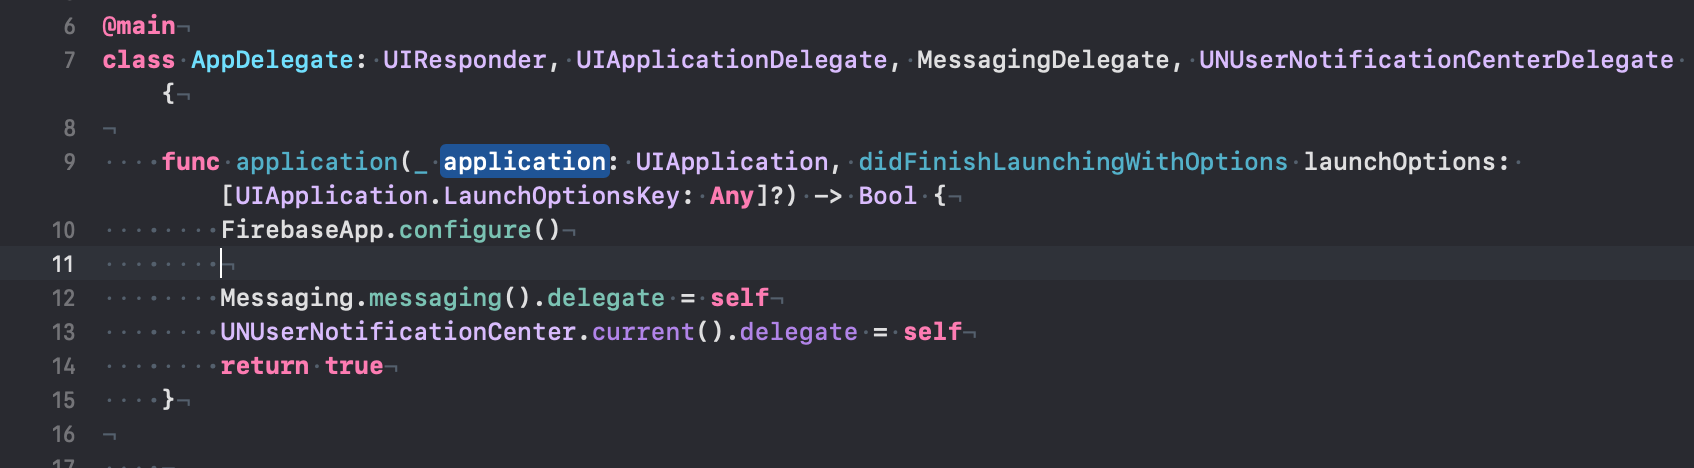 6 @main
7 class AppDelegate: UIResponder, UIApplicationDelegate, MessagingDelegate, UNUserNotificationCenterDelegate
{
8
9 func application(_ application: UIApplication, didFinishLaunchingWithOptions launchOptions:
[UIApplication.LaunchOptionsKey: Any]?) -> Bool {
10 FirebaseApp.configure()
11
12 Messaging.messaging().delegate = self
13 UNUserNotificationCenter.current().delegate = self
14 return true
15 }
16
17